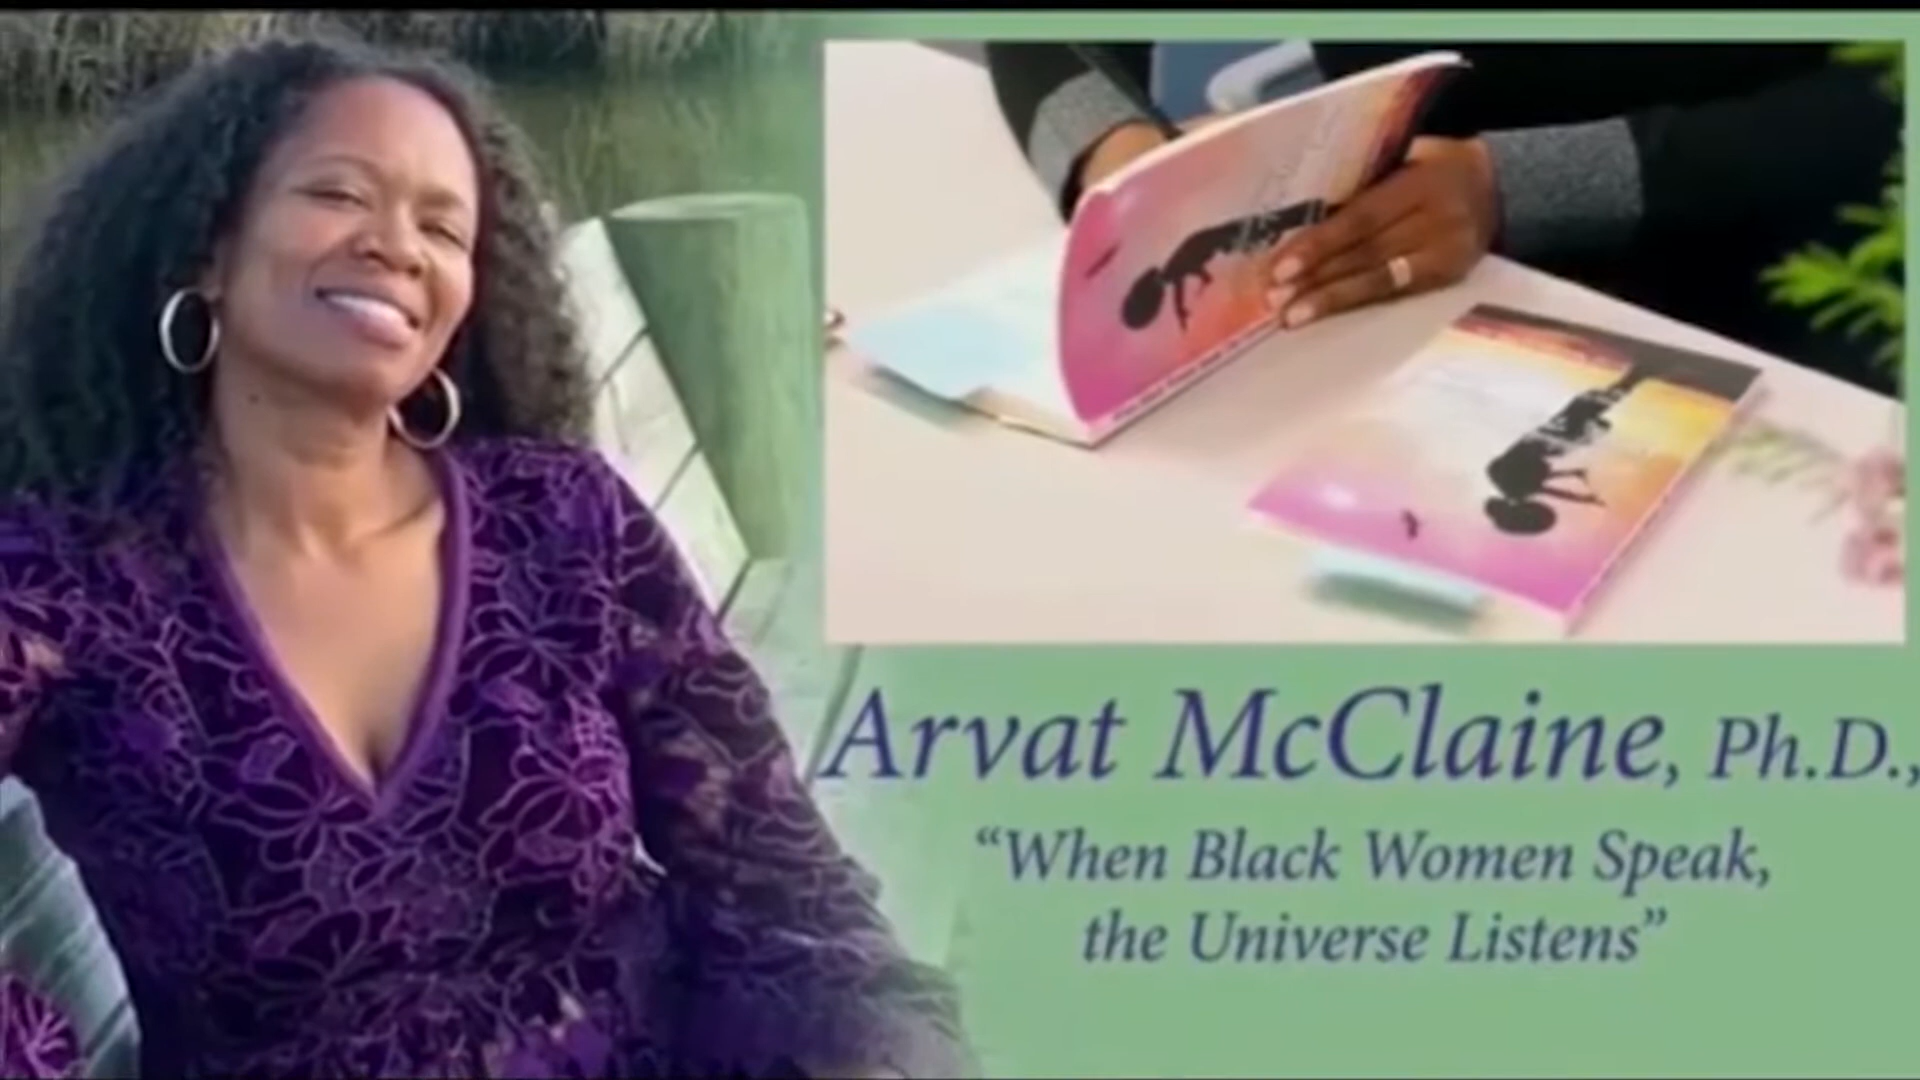 Arvat McClaine, Ph.D.,
“When Black Women Speak,
the Universe Listens”